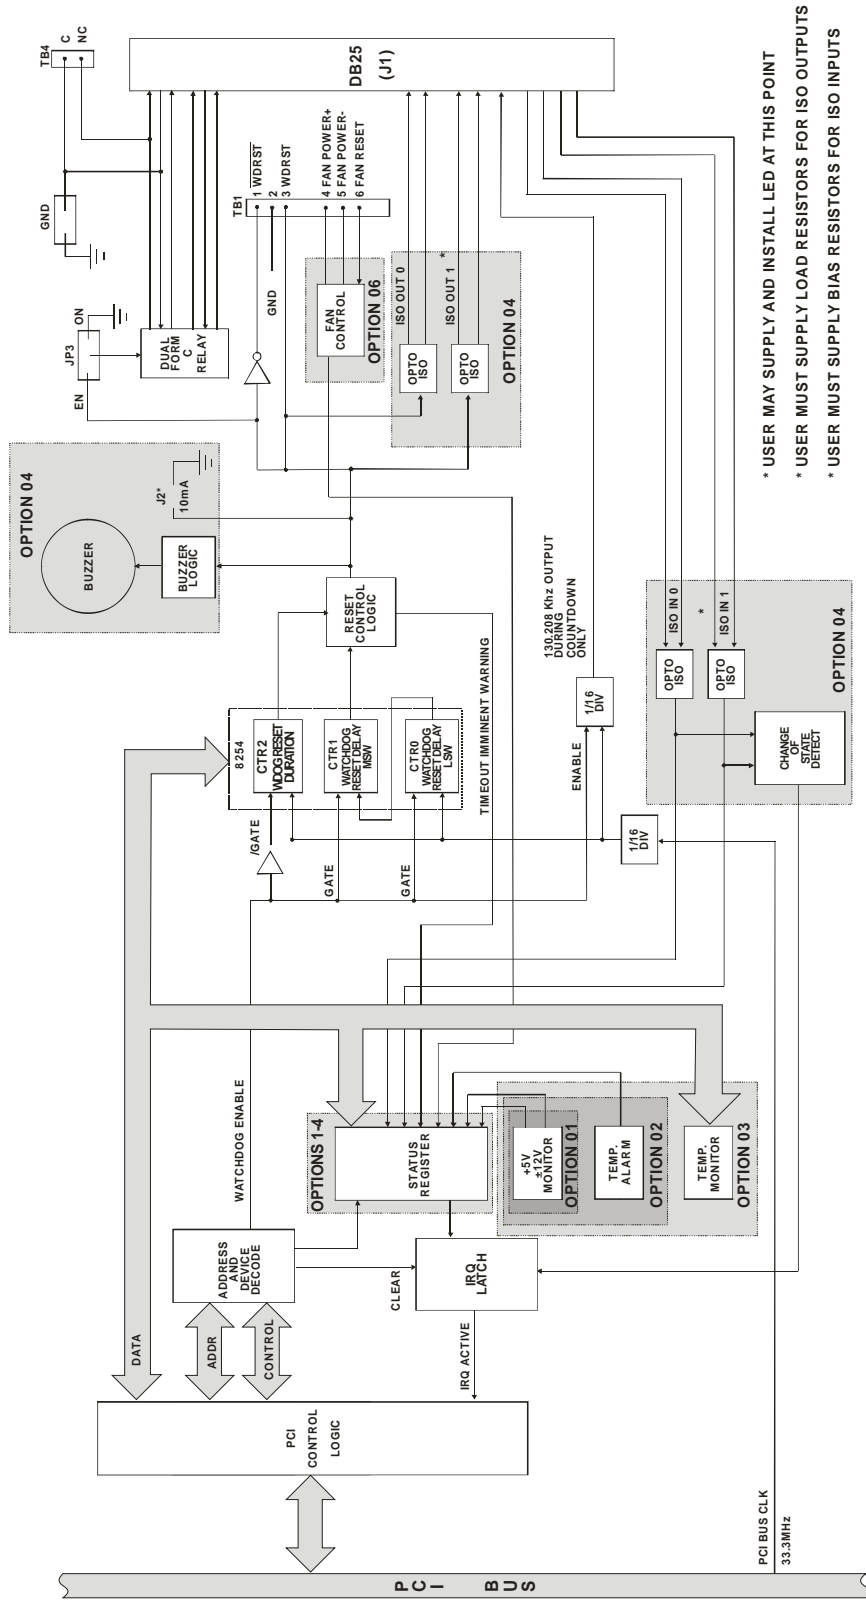 PCI BUS
PCI BUS CLK
33.3MHz
PCI
CONTROL
LOGIC
DATA
ADDR
CONTROL
IRQ ACTIVE
ADDRESS
AND
DEVICE
DECODE
CLEAR
IRQ
LATCH
WATCHDOG ENABLE
OPTIONS 1-4
STATUS
REGISTER
+5V
±12V
MONITOR
OPTION 01
TEMP.
ALARM
OPTION 02
TEMP.
MONITOR
OPTION 03
/GATE
GATE
GATE
8254
CTR2
WDOG RESET
DURATION
CTR1
WATCHDOG
RESET DELAY
MSW
CTR0
WATCHDOG
RESET DELAY
LSW
TIMEOUT IMMINENT WARNING
ENABLE
1/16
DIV
1/16
DIV
130.208 Khz OUTPUT
DURING
COUNTDOWN
ONLY
RESET
CONTROL
LOGIC
OPTION 04
BUZZER
BUZZER
LOGIC
J2*
10mA
CHANGE
OF
STATE
DETECT
OPTO
ISO
OPTO
ISO
ISO IN 0
*
ISO IN 1
OPTION 04
EN
JP3
ON
DUAL
FORM
C
RELAY
GND
TB4
C
NC
GND
TB1
1 WDRST
2
3 WDRST
4 FAN POWER+
5 FAN POWER-
6 FAN RESET
FAN
CONTROL
OPTION 06
OPTO
ISO
OPTO
ISO
ISO OUT 0
ISO OUT 1
*
OPTION 04
DB25
(J1)
* USER MAY SUPPLY AND INSTALL LED AT THIS POINT
* USER MUST SUPPLY LOAD RESISTORS FOR ISO OUTPUTS
* USER MUST SUPPLY BIAS RESISTORS FOR ISO INPUTS